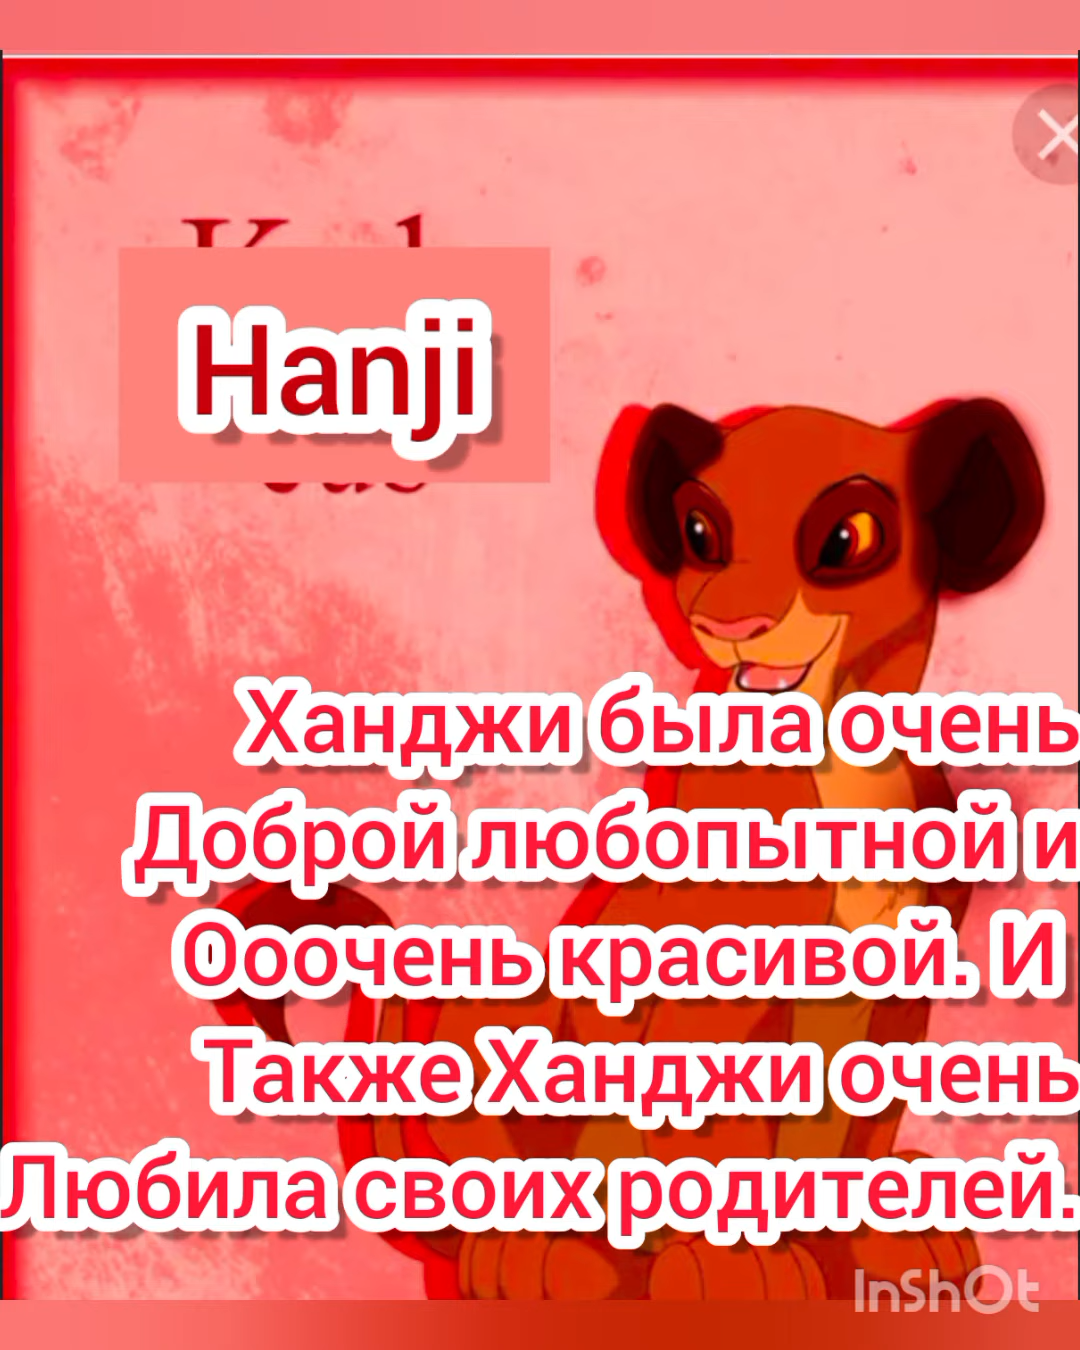 Hanji
Ханджи была очень
Доброй любопытной и
Ооочень красивой. И
Также Ханджи очень
Любила своих родителей.
InShOt